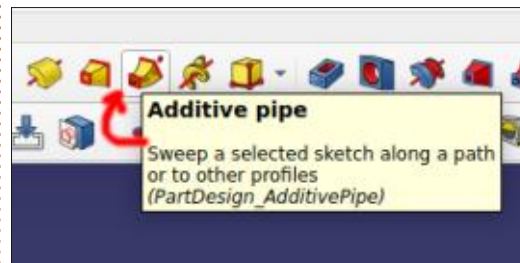 Additive pipe
Sweep a selected sketch along a path
or to other profiles
(PartDesign_AdditivePipe)